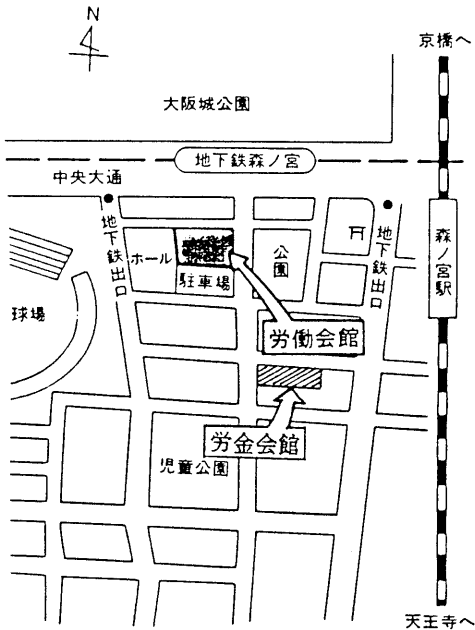 N
京橋へ
大阪城公園
地下鉄森ノ宮
中央大通
地下鉄出口
ホール
駐車場
公園
地下鉄出口
森ノ宮駅
球場
労働会館
労金会館
児童公園
天王寺へ